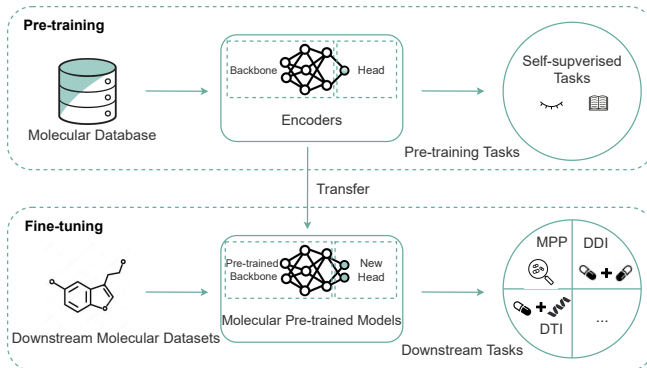 Pre-training
Self-supverised
Tasks
Backbone
Head
Molecular Database
Encoders
Pre-training Tasks
Transfer
Fine-tuning
MPP
DDI
Pre-trained
Backbone
New
Head
DTI
...
Downstream Molecular Datasets
Molecular Pre-trained Models
Downstream Tasks